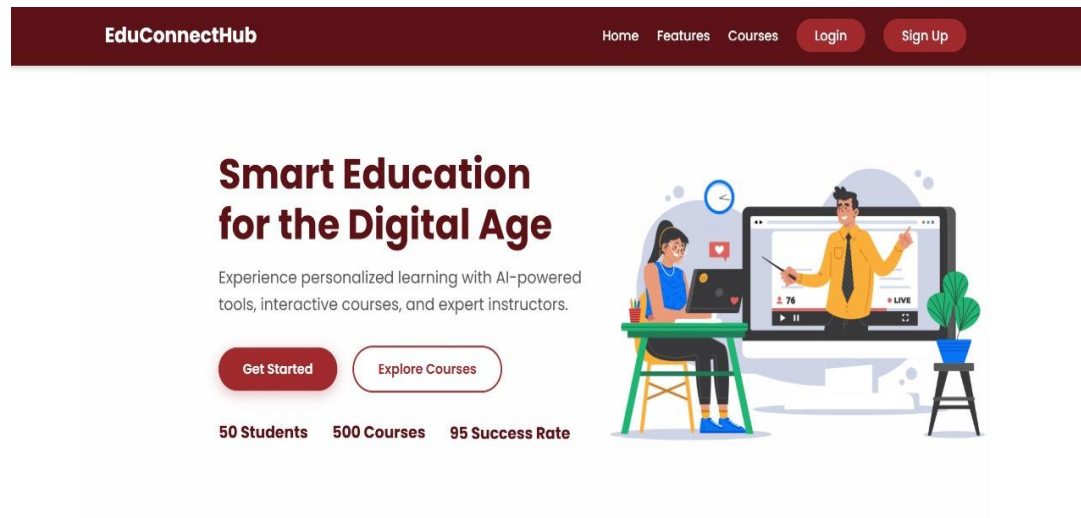 EduConnectHub
Home Features Courses Login Sign Up
Smart Education
for the Digital Age
Experience personalized learning with AI-powered
tools, interactive courses, and expert instructors.
Get Started Explore Courses
50 Students 500 Courses 95 Success Rate
76 LIVE